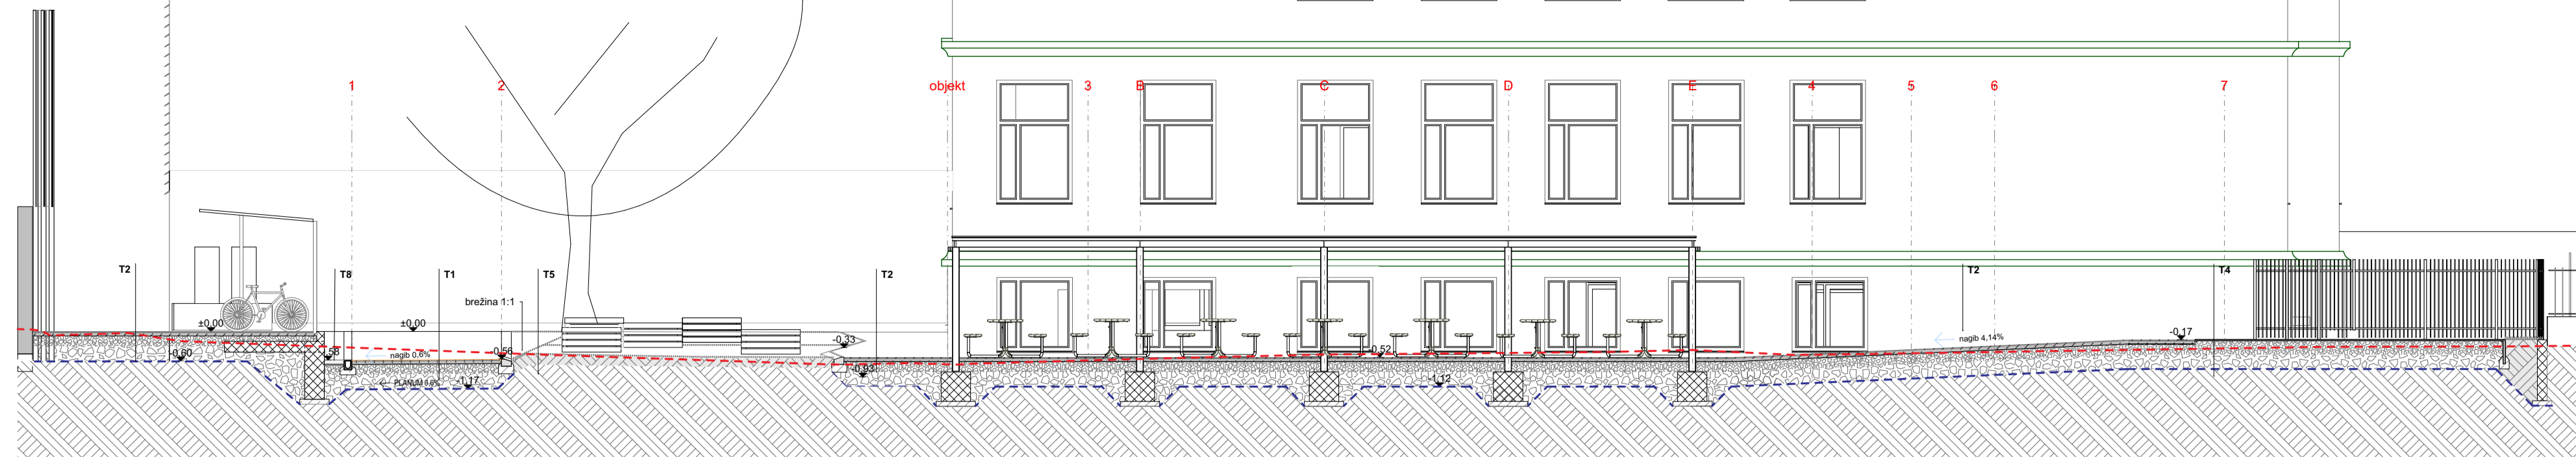 1
2
objekt
3
B
C
D
E
4
5
6
7
T2
T8
T1
T5
T2
T2
T4
brežina 1:1
±0,00
±0,00
-0,33
-0,17
nagib 4,14%
-0,52
-0,60
nagib 0,6%
-0,56
-0,93
PLANUM 0,6%
-1,17
-1,12